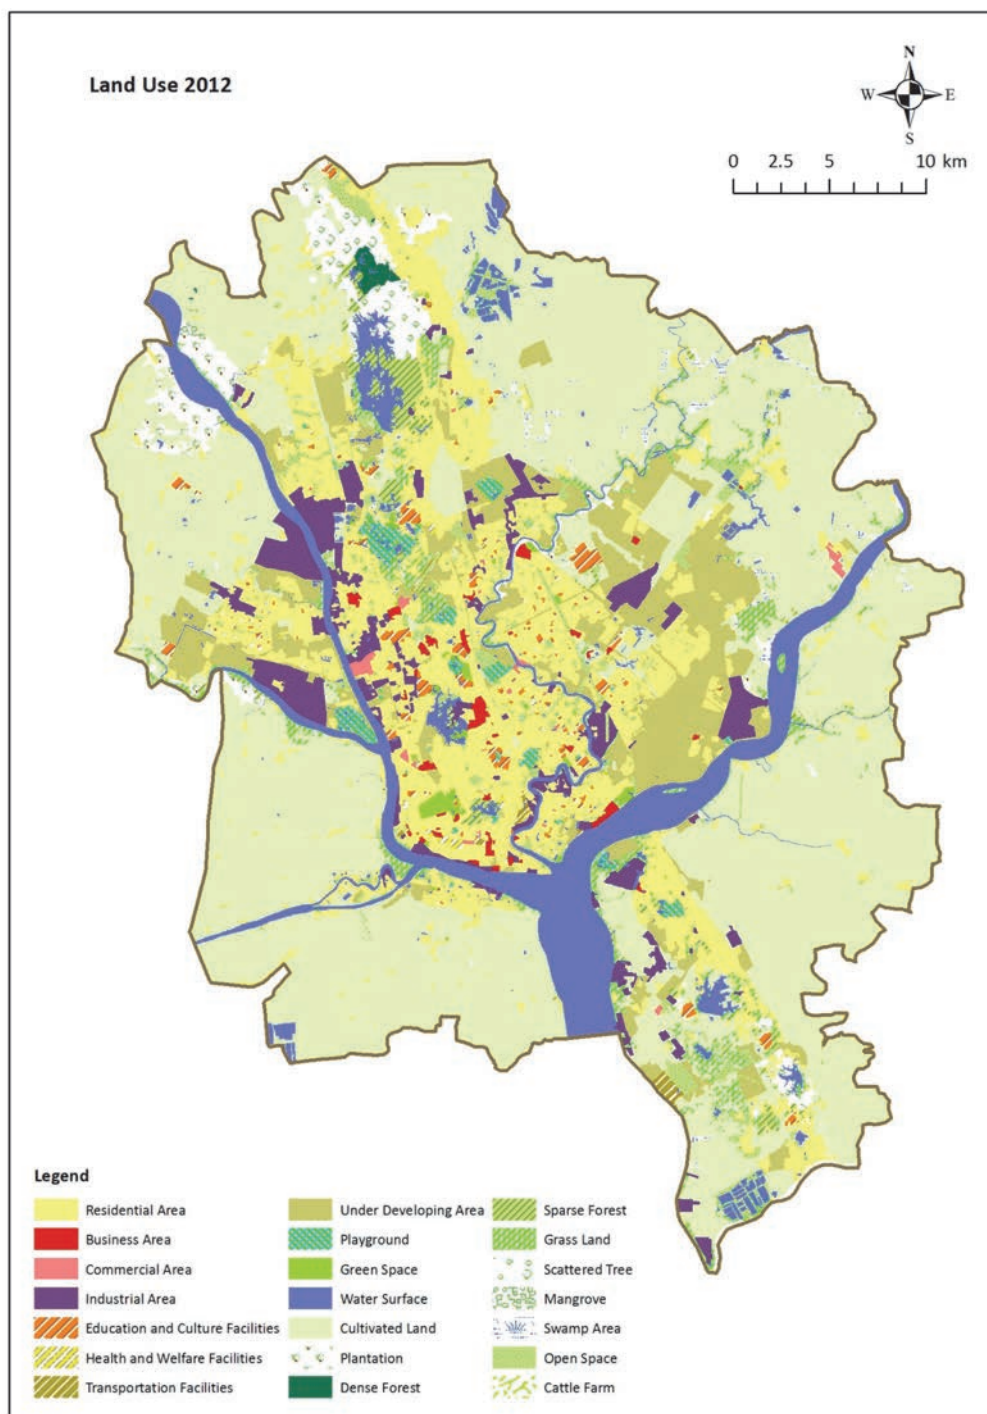 Land Use 2012
N
W E
S
0 2.5 5 10 km
Legend
Residential Area
Business Area
Commercial Area
Industrial Area
Education and Culture Facilities
Health and Welfare Facilities
Transportation Facilities
Under Developing Area
Playground
Green Space
Water Surface
Cultivated Land
Plantation
Dense Forest
Sparse Forest
Grass Land
Scattered Tree
Mangrove
Swamp Area
Open Space
Cattle Farm